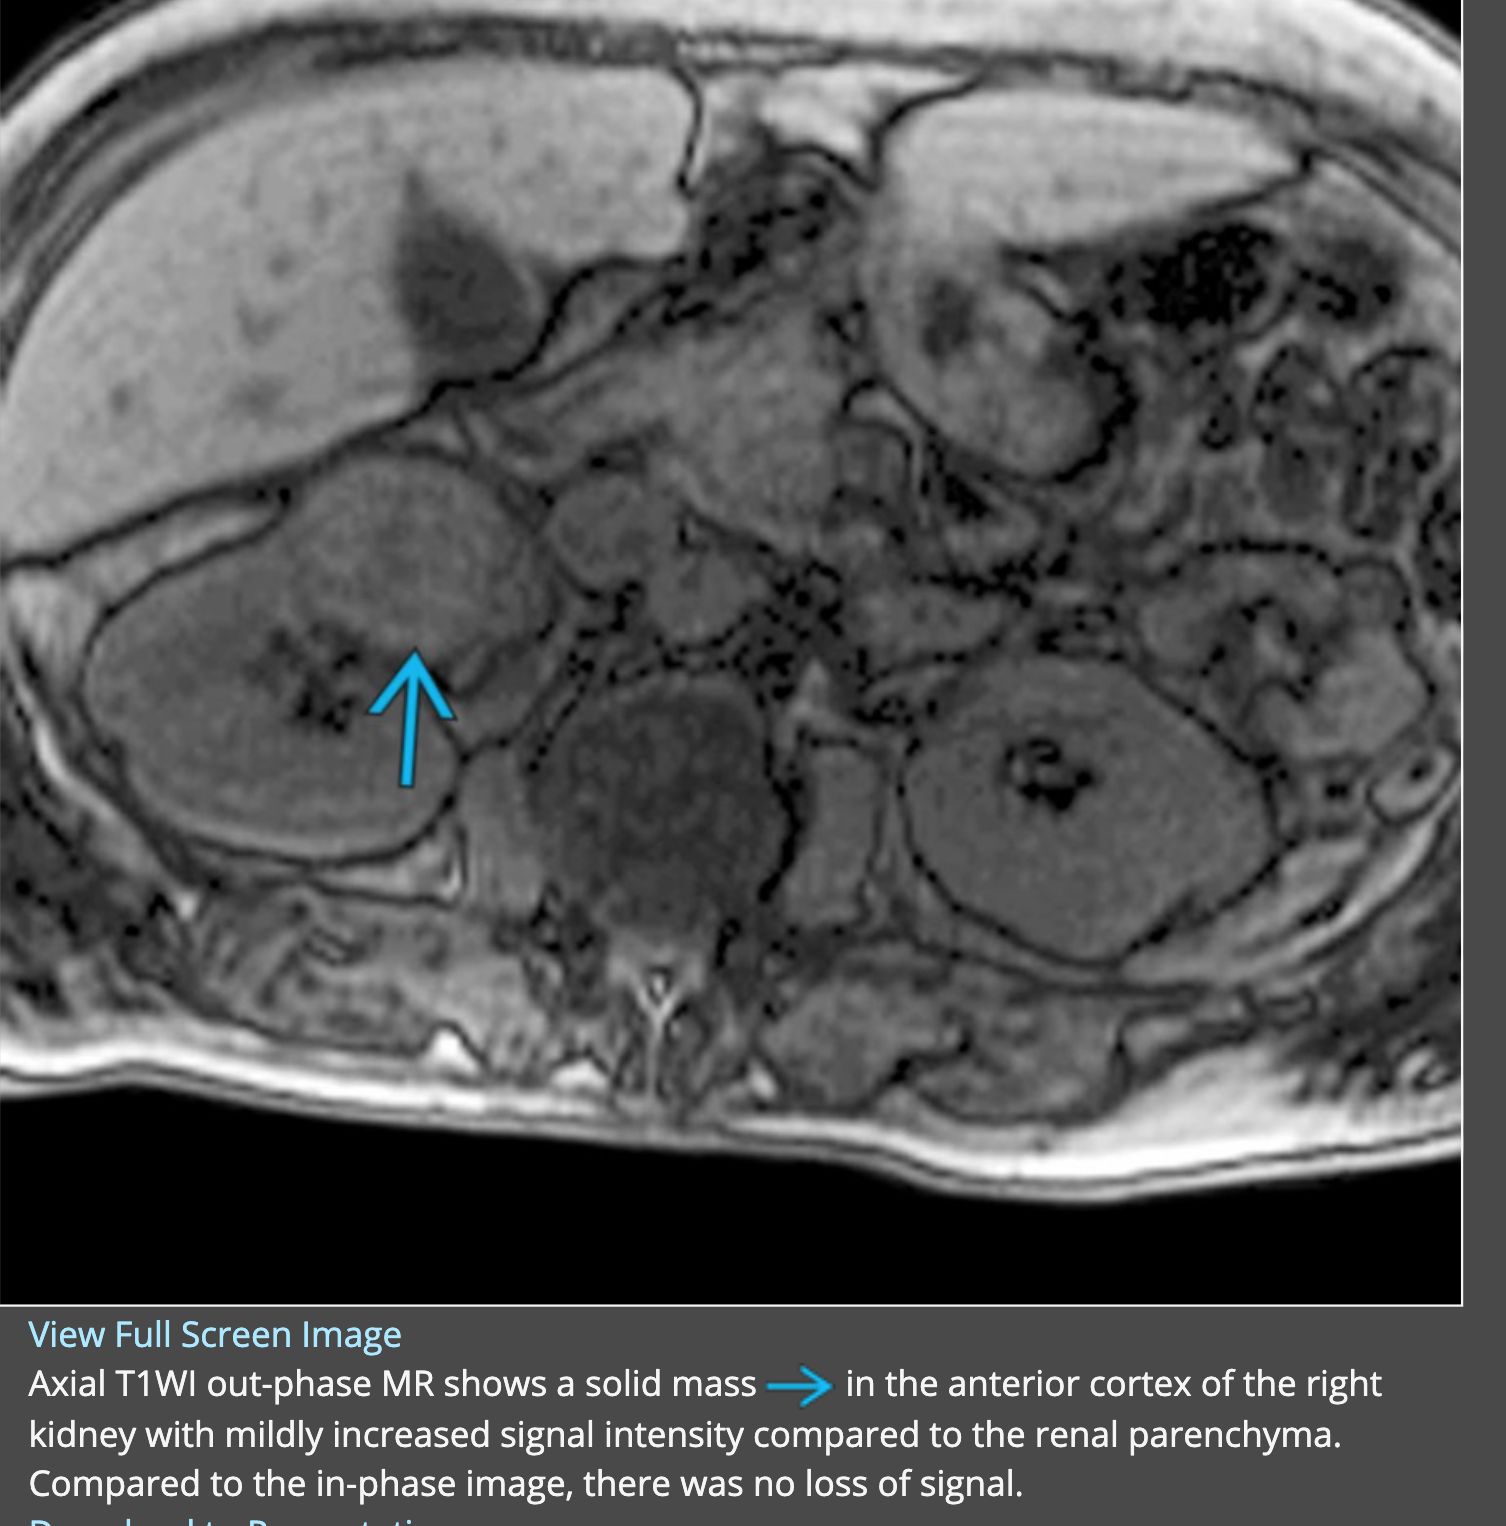 View Full Screen Image
Axial T1WI out-phase MR shows a solid mass → in the anterior cortex of the right
kidney with mildly increased signal intensity compared to the renal parenchyma.
Compared to the in-phase image, there was no loss of signal.